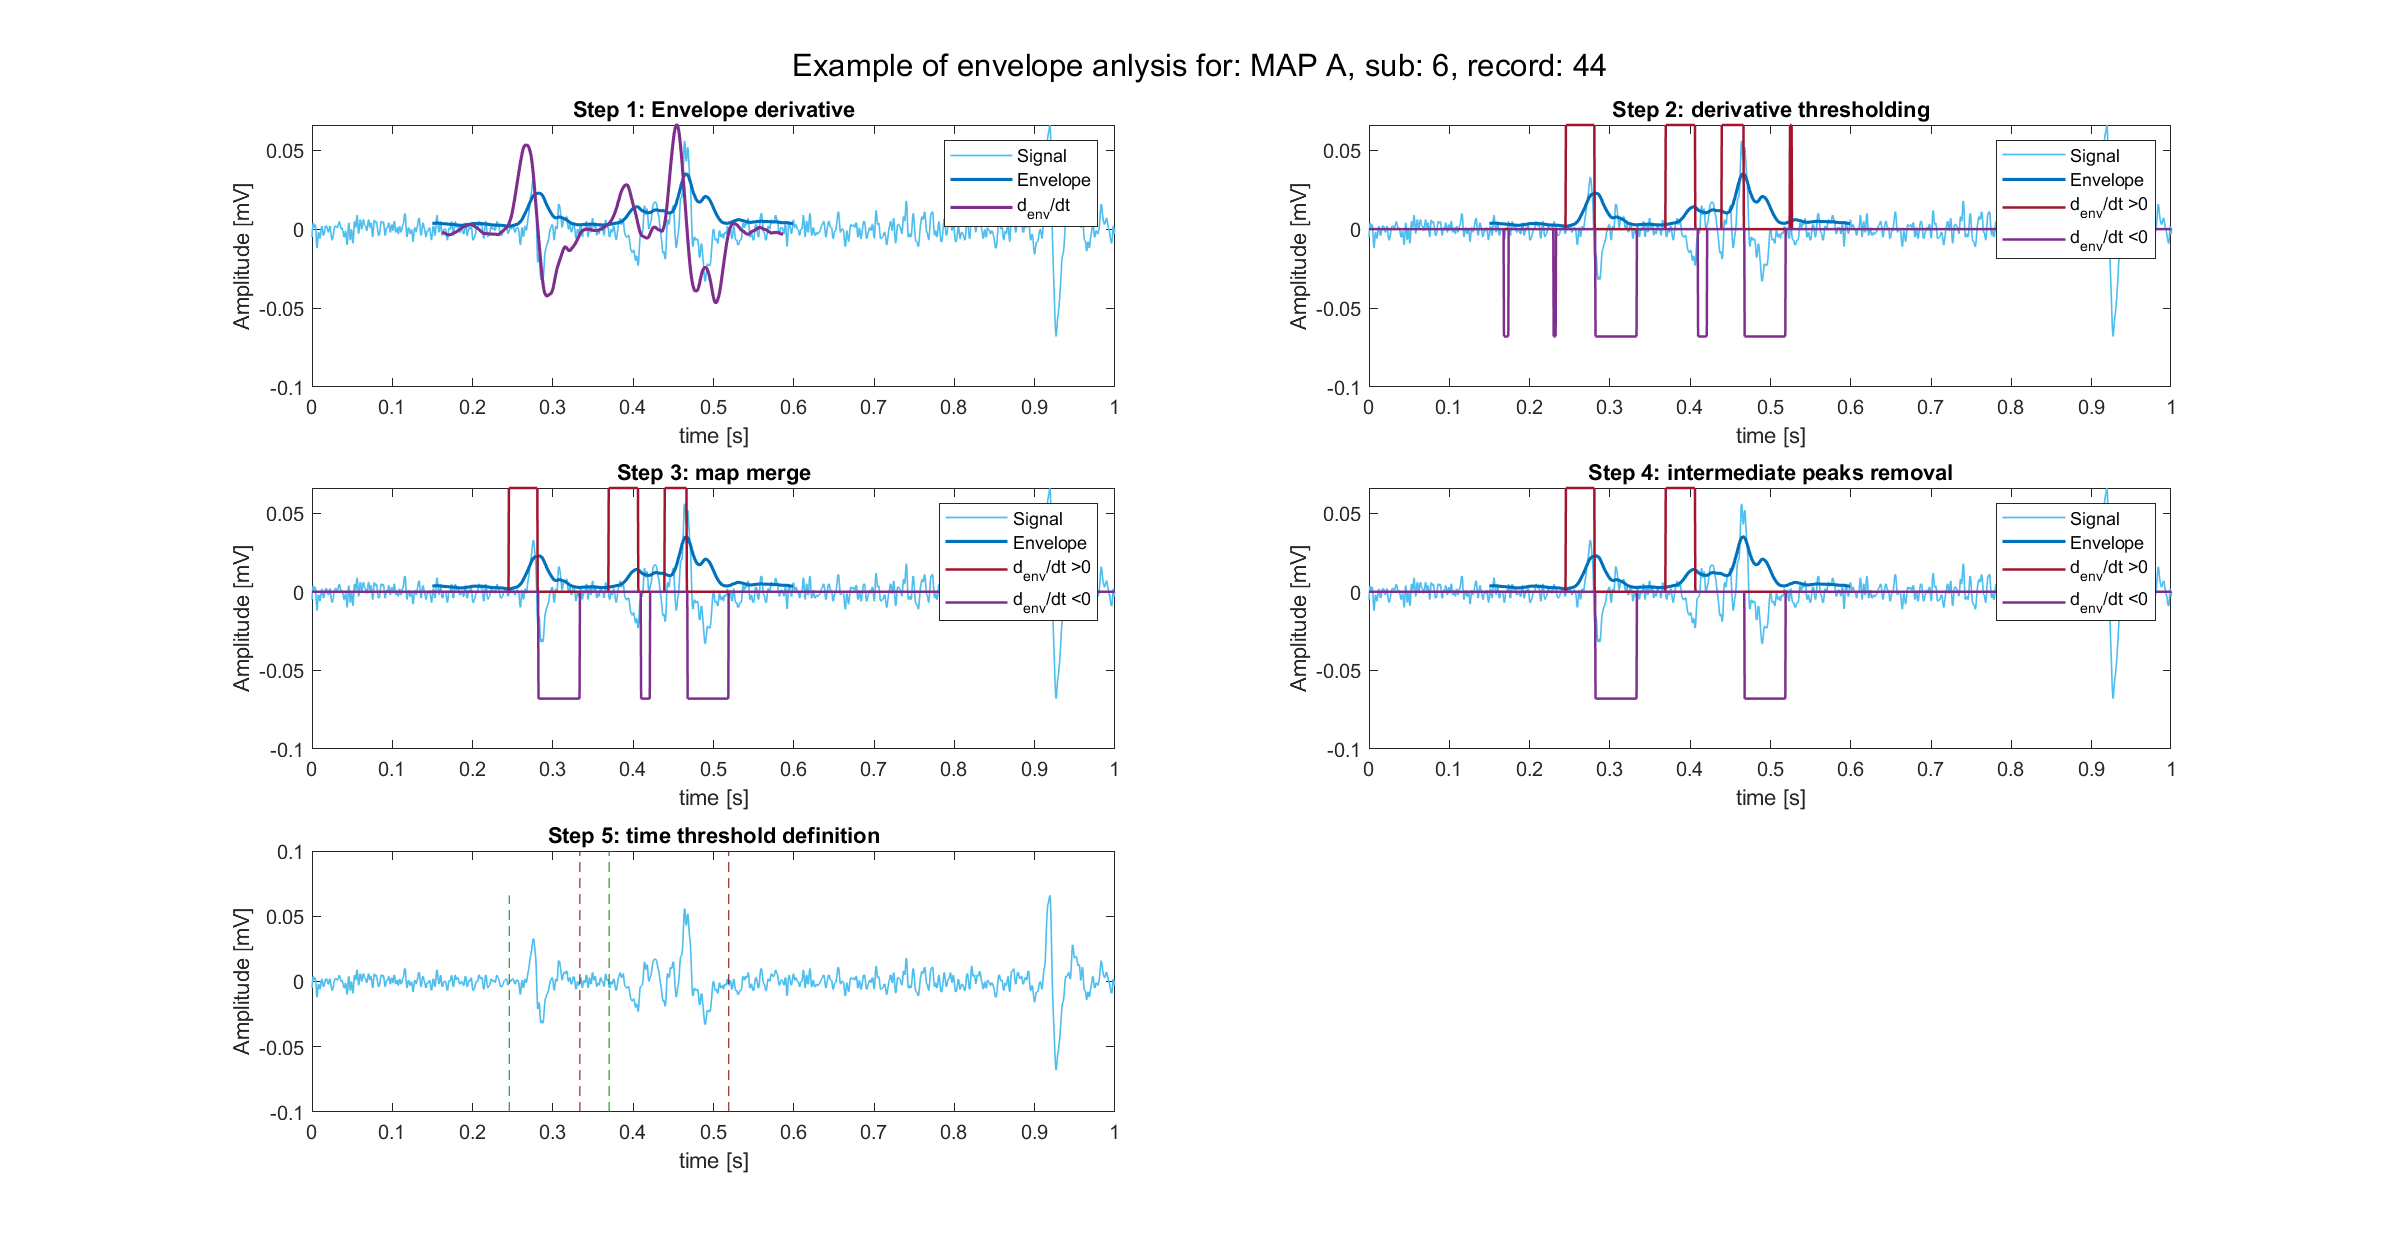 Example of envelope anlysis for: MAP A, sub: 6, record: 44
Step 1: Envelope derivative
Amplitude [mV]
0.05
0
-0.05
-0.1
Signal
Envelope
d_env/dt
0 0.1 0.2 0.3 0.4 0.5 0.6 0.7 0.8 0.9 1
time [s]
Step 2: derivative thresholding
Amplitude [mV]
0.05
0
-0.05
-0.1
Signal
Envelope
d_env/dt >0
d_env/dt <0
0 0.1 0.2 0.3 0.4 0.5 0.6 0.7 0.8 0.9 1
time [s]
Step 3: map merge
Amplitude [mV]
0.05
0
-0.05
-0.1
Signal
Envelope
d_env/dt >0
d_env/dt <0
0 0.1 0.2 0.3 0.4 0.5 0.6 0.7 0.8 0.9 1
time [s]
Step 4: intermediate peaks removal
Amplitude [mV]
0.05
0
-0.05
-0.1
Signal
Envelope
d_env/dt >0
d_env/dt <0
0 0.1 0.2 0.3 0.4 0.5 0.6 0.7 0.8 0.9 1
time [s]
Step 5: time threshold definition
Amplitude [mV]
0.1
0.05
0
-0.05
-0.1
0 0.1 0.2 0.3 0.4 0.5 0.6 0.7 0.8 0.9 1
time [s]